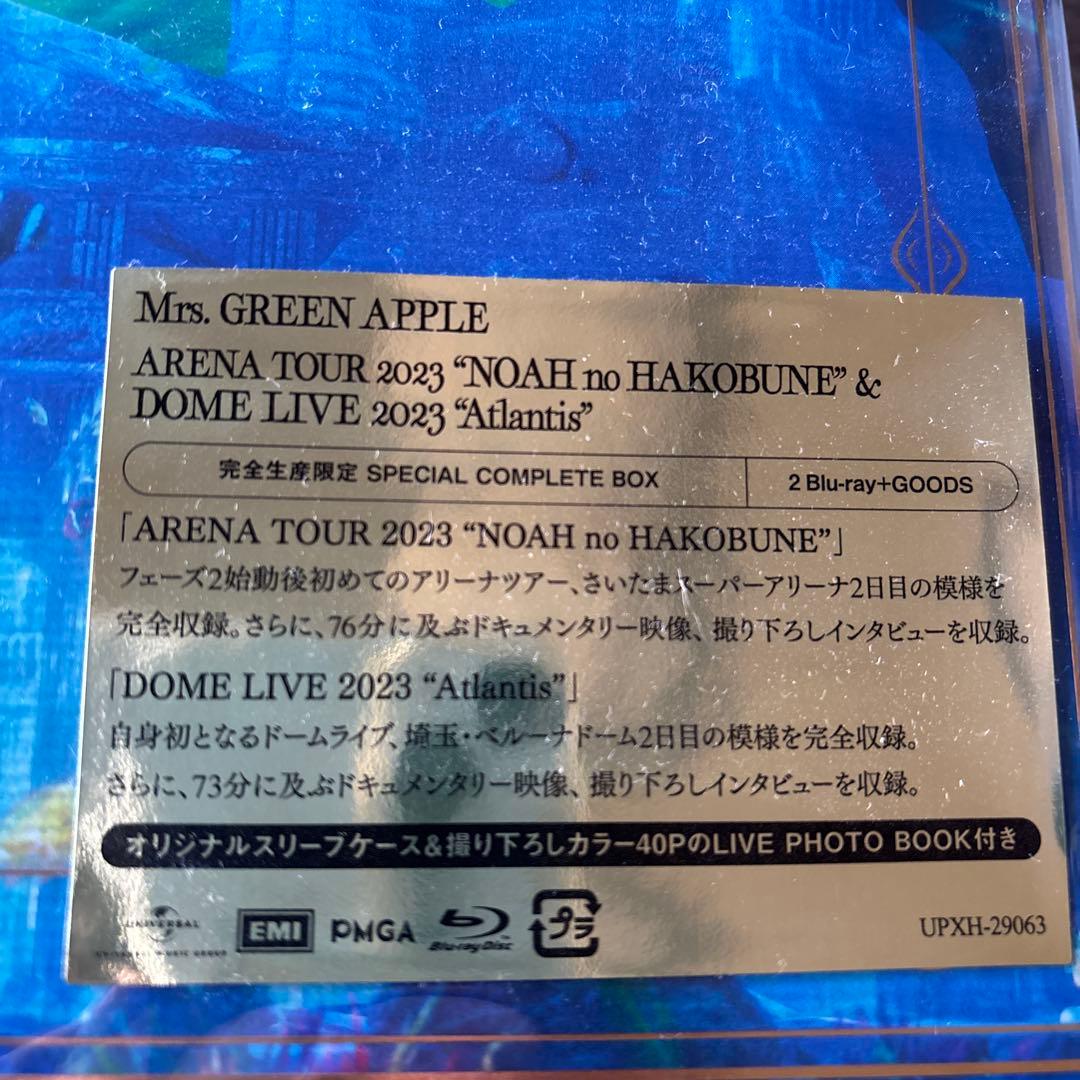 Mrs. GREEN APPLE
ARENA TOUR 2023 “NOAH no HAKOBUNE” &
DOME LIVE 2023 “Atlantis”
完全生産限定 SPECIAL COMPLETE BOX
2 Blu-ray+GOODS
「ARENA TOUR 2023 “NOAH no HAKOBUNE”」
フェーズ2始動後初めてのアリーナツアー、さいたまスーパーアリーナ2日目の模様を
完全収録。さらに、76分に及ぶドキュメンタリー映像、撮り下ろしインタビューを収録。
「DOME LIVE 2023 “Atlantis”」
自身初となるドームライブ、埼玉・ベルーナドーム2日目の模様を完全収録。
さらに、73分に及ぶドキュメンタリー映像、撮り下ろしインタビューを収録。
オリジナルスリーブケース&撮り下ろしカラー40PのLIVE PHOTO BOOK付き
UNIVERSAL
UNIVERSAL MUSIC GROUP
EMI
PMGA
Blu-ray Disc
プラ
UPXH-29063